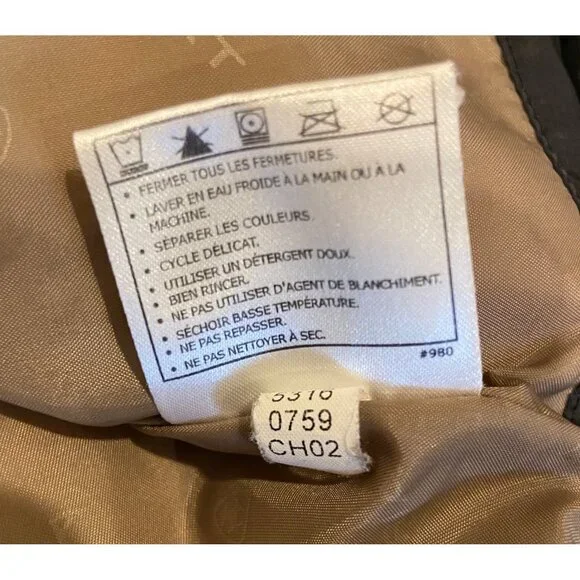 • FERMER TOUS LES FERMETURES.
• LAVER EN EAU FROIDE À LA MAIN OU À LA
MACHINE.
• SÉPARER LES COULEURS.
• CYCLE DÉLICAT.
• UTILISER UN DÉTERGENT DOUX.
• BIEN RINCER.
• NE PAS UTILISER D'AGENT DE BLANCHIMENT.
• SÉCHOIR BASSE TEMPÉRATURE.
• NE PAS REPASSER.
• NE PAS NETTOYER À SEC.
#980
0759
CH02